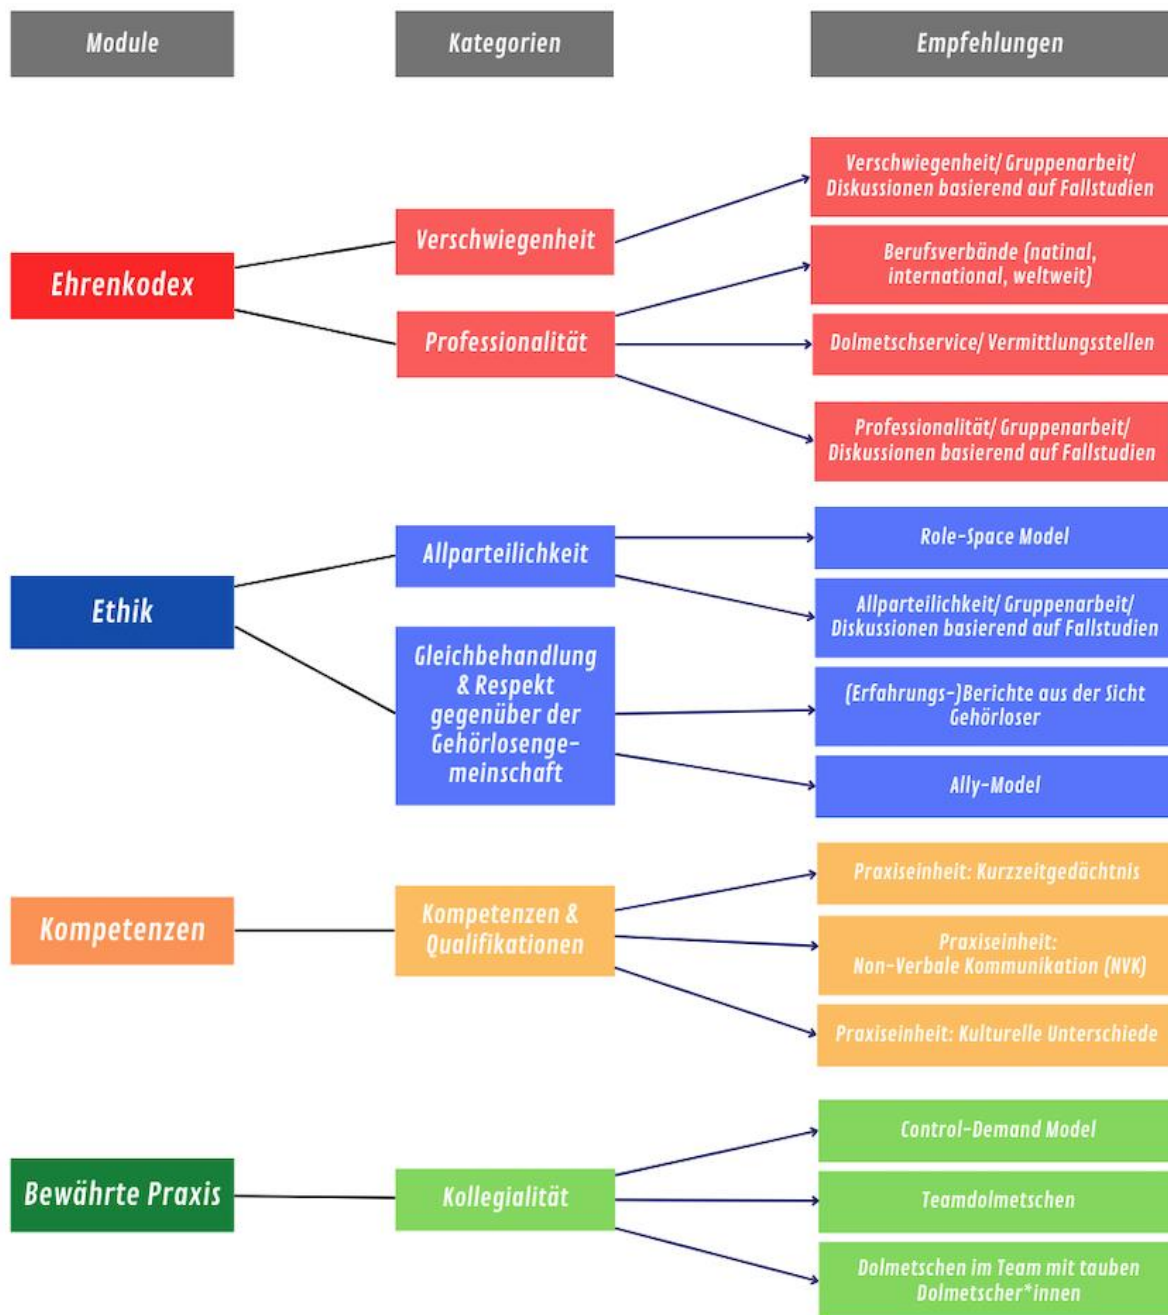 Module
Kategorien
Empfehlungen
Ehrenkodex
Verschwiegenheit
Professionalität
Verschwiegenheit/ Gruppenarbeit/
Diskussionen basierend auf Fallstudien
Berufsverbände (natinal,
international, weltweit)
Dolmetschservice/ Vermittlungsstellen
Professionalität/ Gruppenarbeit/
Diskussionen basierend auf Fallstudien
Ethik
Allparteilichkeit
Gleichbehandlung
& Respekt
gegenüber der
Gehörlosenge-
meinschaft
Role-Space Model
Allparteilichkeit/ Gruppenarbeit/
Diskussionen basierend auf Fallstudien
(Erfahrungs-)Berichte aus der Sicht
Gehörloser
Ally-Model
Kompetenzen
Kompetenzen &
Qualifikationen
Praxiseinheit: Kurzzeitgedächtnis
Praxiseinheit:
Non-Verbale Kommunikation (NVK)
Praxiseinheit: Kulturelle Unterschiede
Bewährte Praxis
Kollegialität
Control-Demand Model
Teamdolmetschen
Dolmetschen im Team mit tauben
Dolmetscher*innen